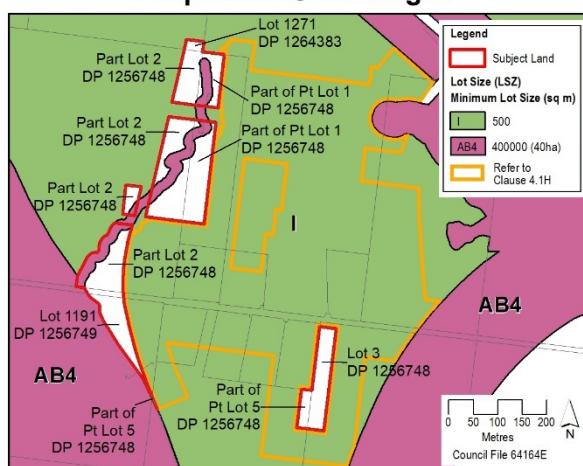 Lot 1271
DP 1264383
Part Lot 2
DP 1256748
Part of Pt Lot 1
DP 1256748
Part Lot 2
DP 1256748
Part of Pt Lot 1
DP 1256748
Part Lot 2
DP 1256748
Part Lot 2
DP 1256748
I
Lot 1191
DP 1256749
AB4
AB4
Lot 3
DP 1256748
Part of
Pt Lot 5
DP 1256748
Part of
Pt Lot 5
DP 1256748
Legend
Subject Land
Lot Size (LSZ)
Minimum Lot Size (sq m)
I 500
AB4 400000 (40ha)
Refer to
Clause 4.1H
0 50 100 150 200
Metres
N
Council File 64164E